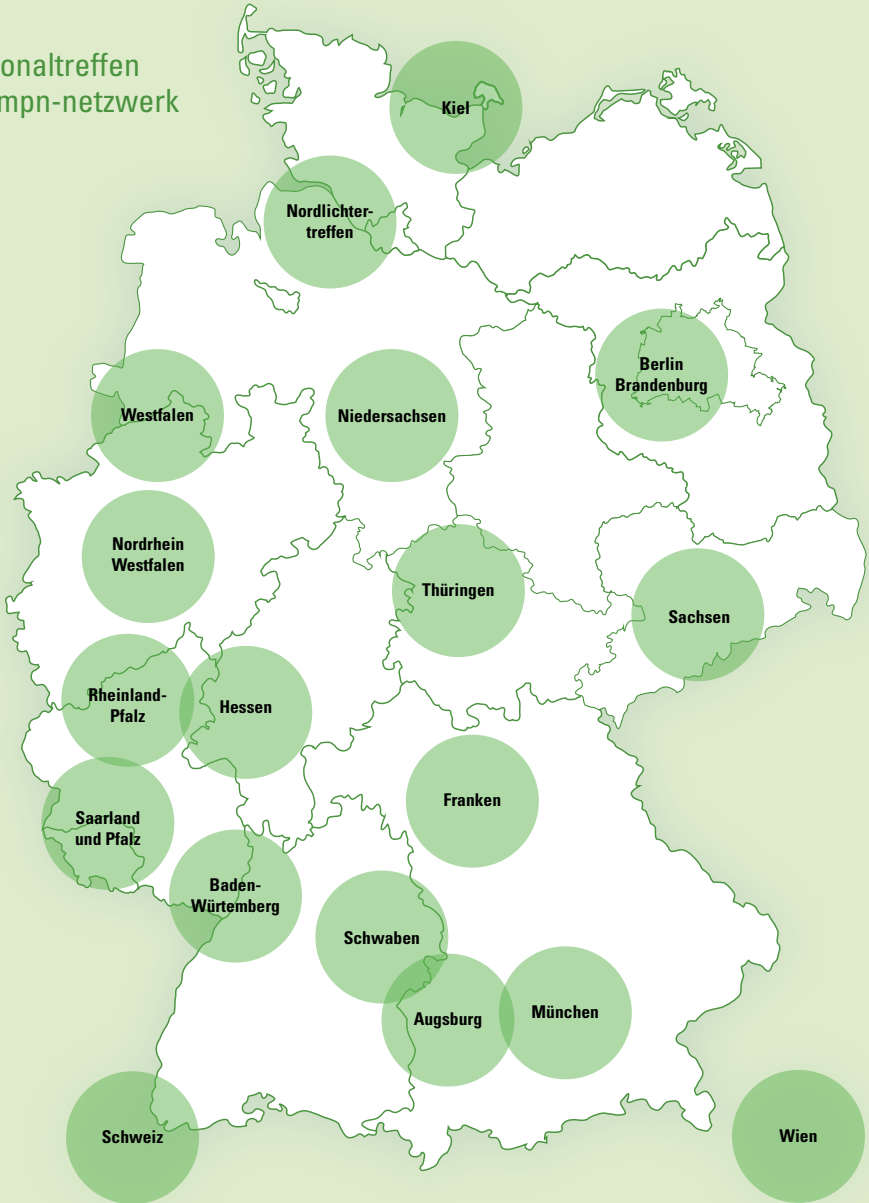 onaltreffen
mpn-netzwerk
Kiel
Nordlichter-
treffen
Berlin
Brandenburg
Westfalen
Niedersachsen
Nordrhein
Westfalen
Thüringen
Sachsen
Rheinland-
Pfalz
Hessen
Franken
Saarland
und Pfalz
Baden-
Würtemberg
Schwaben
Augsburg
München
Schweiz
Wien